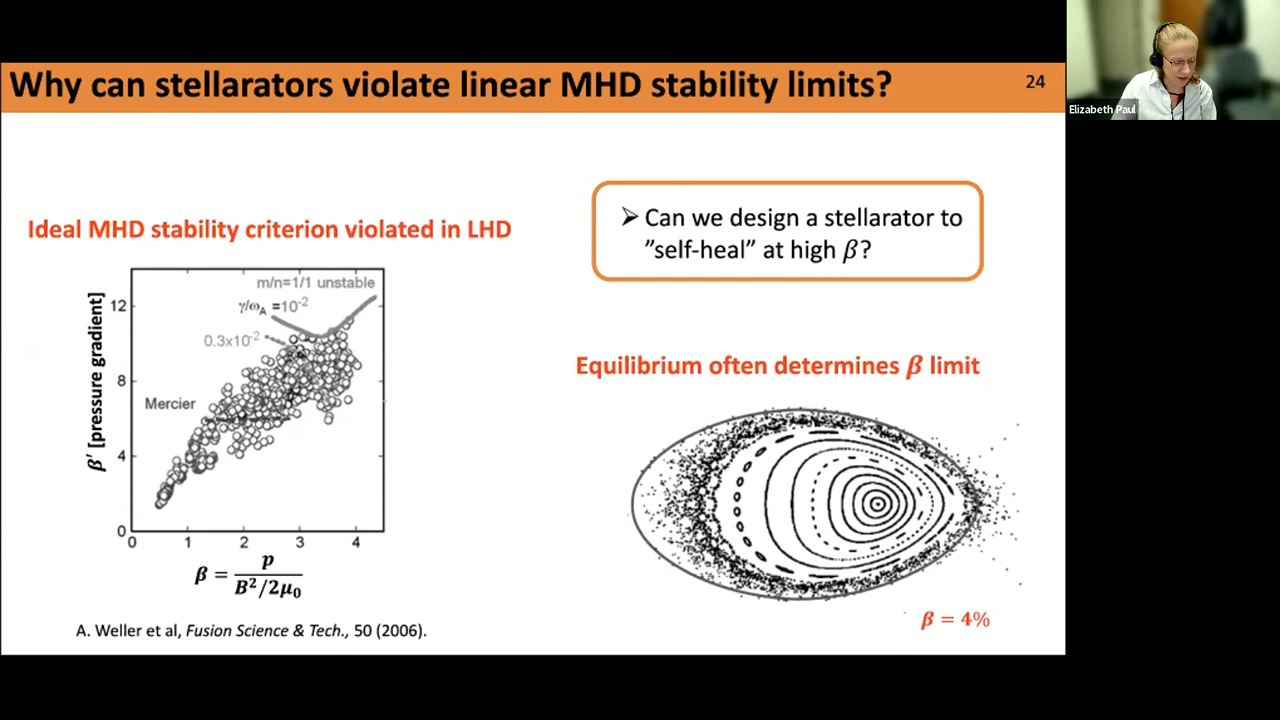 Why can stellarators violate linear MHD stability limits?
24
Elizabeth Paul
Ideal MHD stability criterion violated in LHD
m/n=1/1 unstable
γ/ω_A =10⁻²
0.3x10⁻²
Mercier
β′ [pressure gradient]
12
8
4
0
0 1 2 3 4
β = p / B²/2μ₀
A. Weller et al, Fusion Science & Tech., 50 (2006).
➢ Can we design a stellarator to
”self-heal” at high β?
Equilibrium often determines β limit
β = 4%